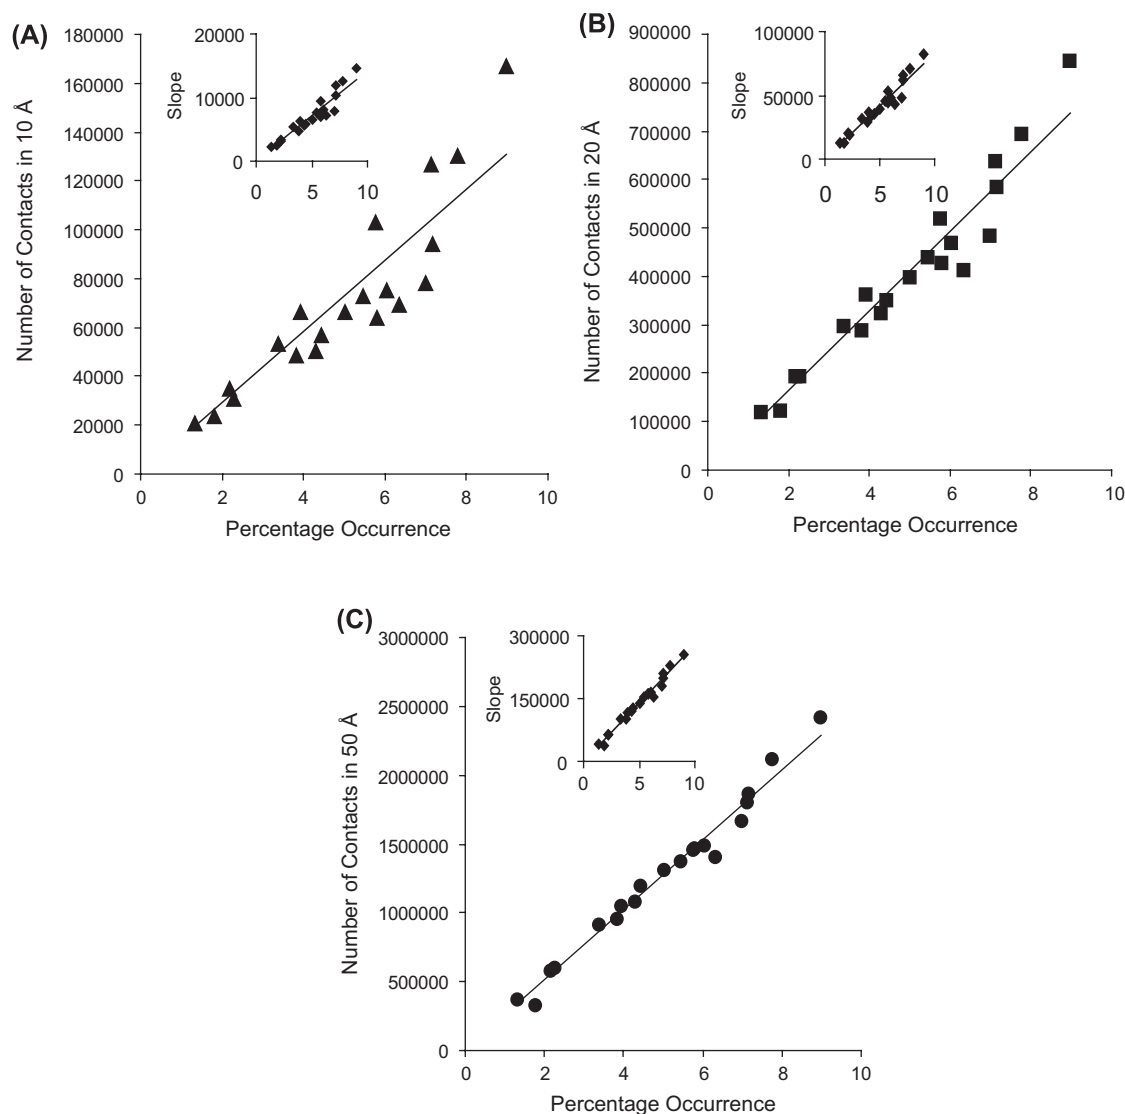 (A)
Number of Contacts in 10 Å
180000
160000
140000
120000
100000
80000
60000
40000
20000
0
0 2 4 6 8 10
Percentage Occurrence
Slope
20000
10000
0
0 5 10
(B)
Number of Contacts in 20 Å
900000
800000
700000
600000
500000
400000
300000
200000
100000
0
0 2 4 6 8 10
Percentage Occurrence
Slope
100000
50000
0
0 5 10
(C)
Number of Contacts in 50 Å
3000000
2500000
2000000
1500000
1000000
500000
0
0 2 4 6 8 10
Percentage Occurrence
Slope
300000
150000
0
0 5 10